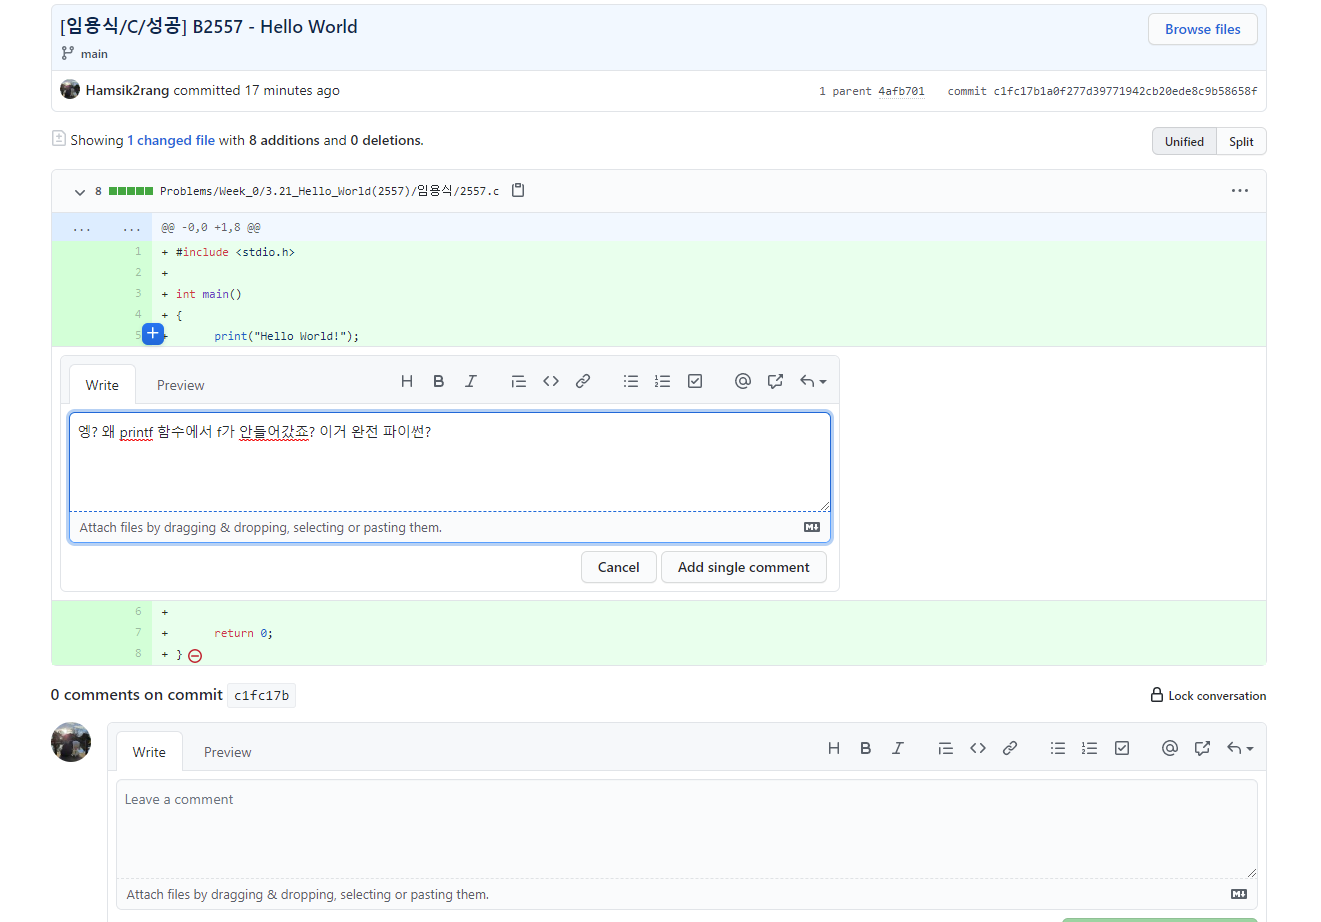 [임용식/C/성공] B2557 - Hello World
Browse files
main
Hamsik2rang committed 17 minutes ago
1 parent 4afb701 commit c1fc17b1a0f277d39771942cb20ede8c9b58658f
Showing 1 changed file with 8 additions and 0 deletions.
Unified Split
8 Problems/Week_0/3.21_Hello_World(2557)/임용식/2557.c
... ... @@ -0,0 +1,8 @@
1 + #include <stdio.h>
2 +
3 + int main()
4 + {
5 + print("Hello World!");
Write Preview
엥? 왜 printf 함수에서 f가 안들어갔죠? 이거 완전 파이썬?
Attach files by dragging & dropping, selecting or pasting them.
Cancel Add single comment
6 +
7 + return 0;
8 + }
0 comments on commit c1fc17b
Lock conversation
Write Preview
Leave a comment
Attach files by dragging & dropping, selecting or pasting them.